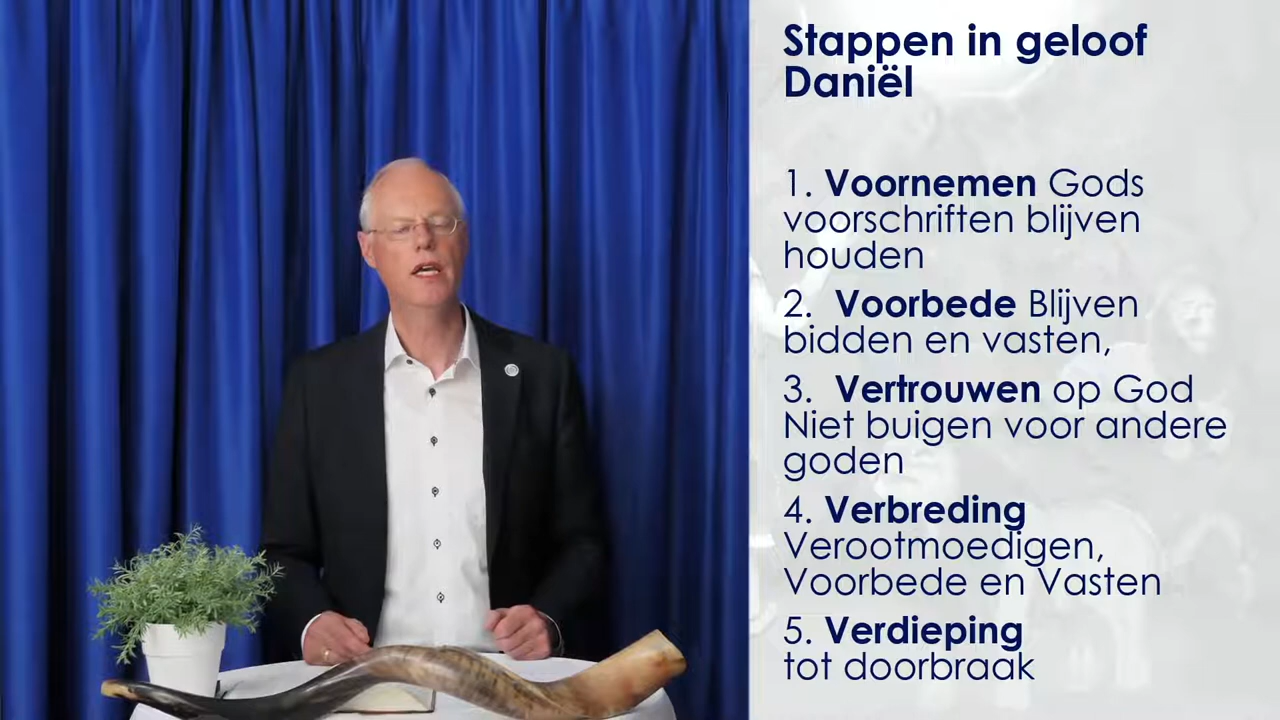 Stappen in geloof
Daniël
1. Voornemen Gods
voorschriften blijven
houden
2. Voorbede Blijven
bidden en vasten,
3. Vertrouwen op God
Niet buigen voor andere
goden
4. Verbreding
Verootmoedigen,
Voorbede en Vasten
5. Verdieping
tot doorbraak